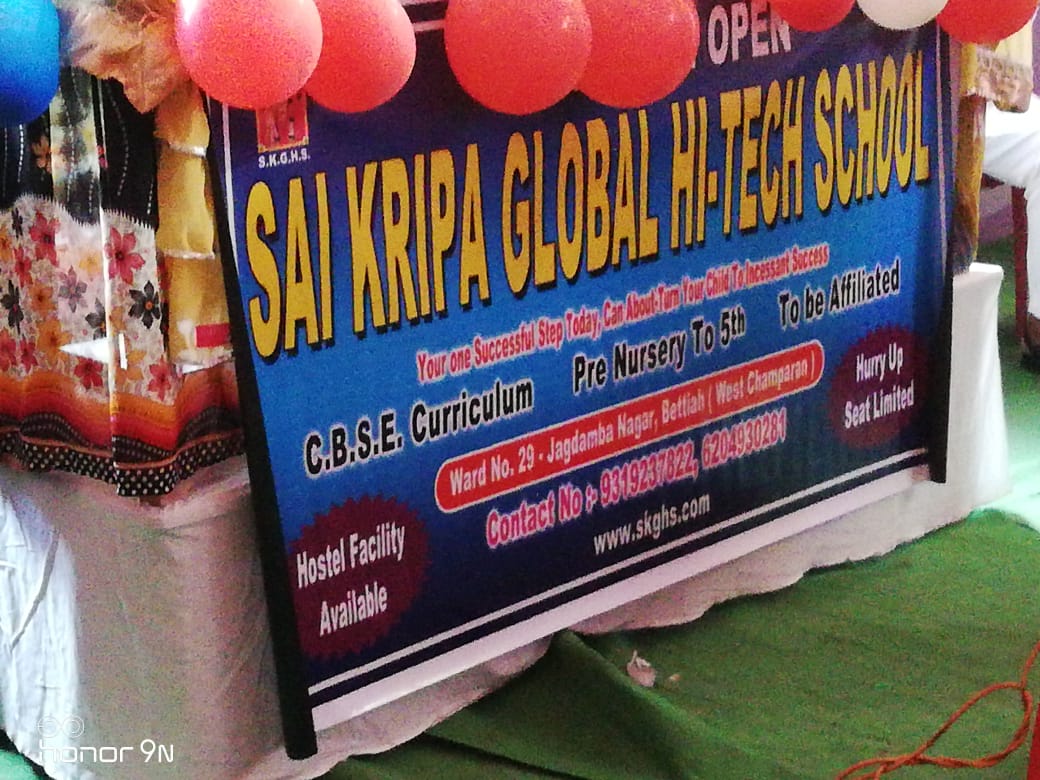 OPEN
S.K.G.H.S.
SAI KRIPA GLOBAL HI-TECH SCHOOL
Your one Successful Step Today, Can About-Turn Your Child To Incessant Success
C.B.S.E. Curriculum Pre Nursery To 5th To be Affiliated
Ward No. 29 - Jagdamba Nagar, Bettiah ( West Champaran )
Hurry Up
Seat Limited
Contact No :- 9319237822, 6204930281
www.skghs.com
Hostel Facility
Available
honor 9N